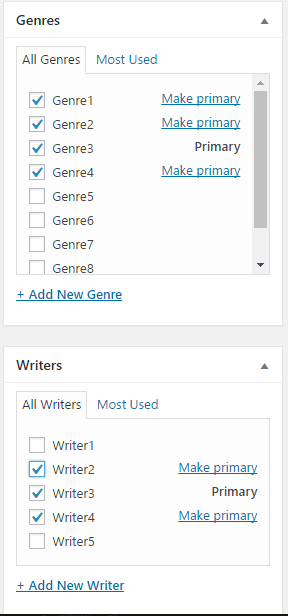 Genres
All Genres Most Used
Genre1 Make primary
Genre2 Make primary
Genre3 Primary
Genre4 Make primary
Genre5
Genre6
Genre7
Genre8
+ Add New Genre
Writers
All Writers Most Used
Writer1
Writer2 Make primary
Writer3 Primary
Writer4 Make primary
Writer5
+ Add New Writer